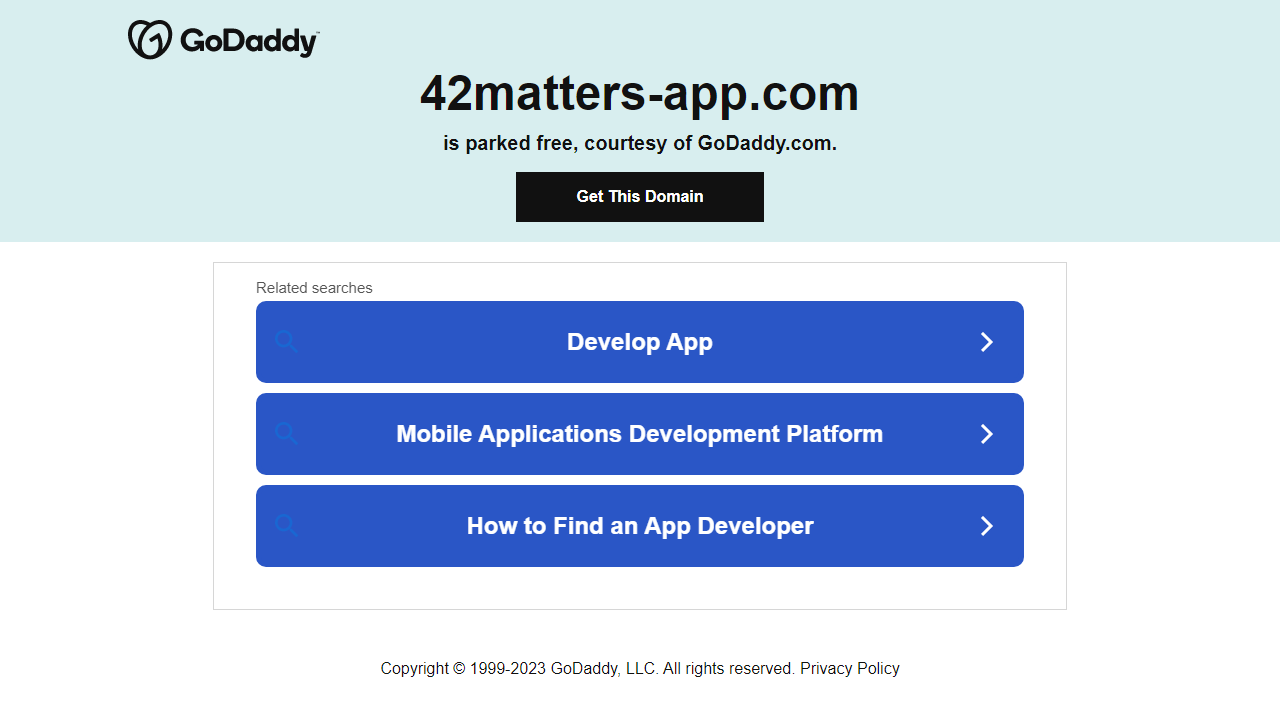 GoDaddy™
42matters-app.com
is parked free, courtesy of GoDaddy.com.
Get This Domain
Related searches
Develop App
Mobile Applications Development Platform
How to Find an App Developer
Copyright © 1999-2023 GoDaddy, LLC. All rights reserved. Privacy Policy